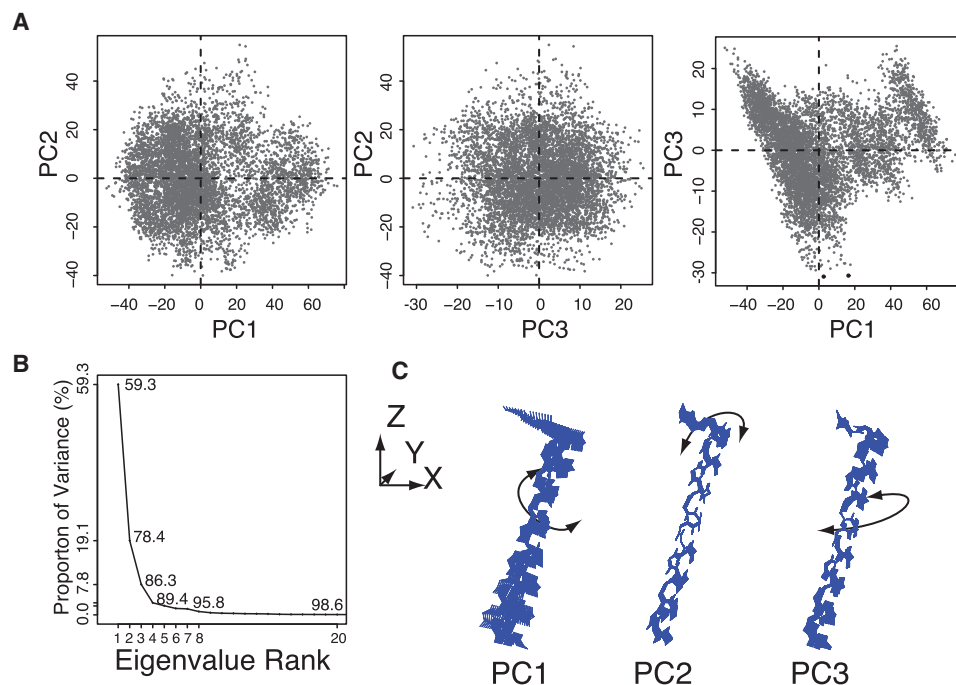 A
PC2
−40 −20 0 20 40
−40 −20 0 20 40 60
PC1
PC2
−40 −20 0 20 40
−30 −20 −10 0 10 20
PC3
PC3
−30 −20 −10 0 10 20
−40 −20 0 20 40 60
PC1
B
Proporton of Variance (%)
0.0 7.8 19.1 59.3
59.3
78.4
86.3
89.4
95.8
98.6
1 2 3 4 5 6 7 8 20
Eigenvalue Rank
C
Z
Y
X
PC1
PC2
PC3